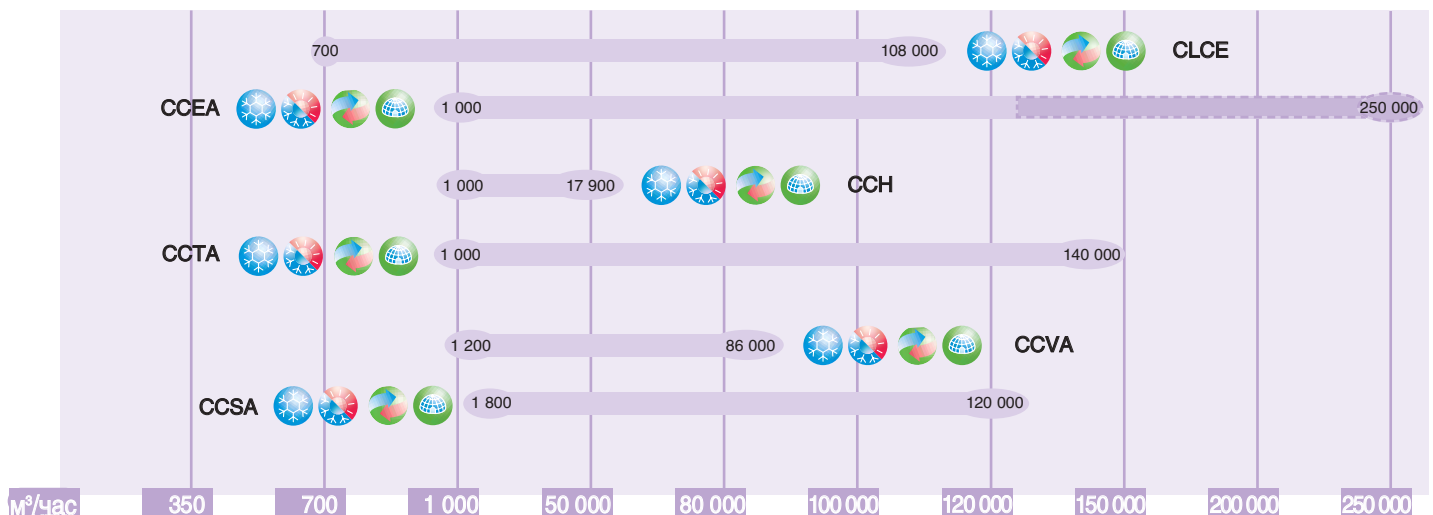 700 108 000 CLCE
CCEA 1 000 250 000
1 000 17 900 CCH
CCTA 1 000 140 000
1 200 86 000 CCVA
CCSA 1 800 120 000
м³/час 350 700 1 000 50 000 80 000 100 000 120 000 150 000 200 000 250 000